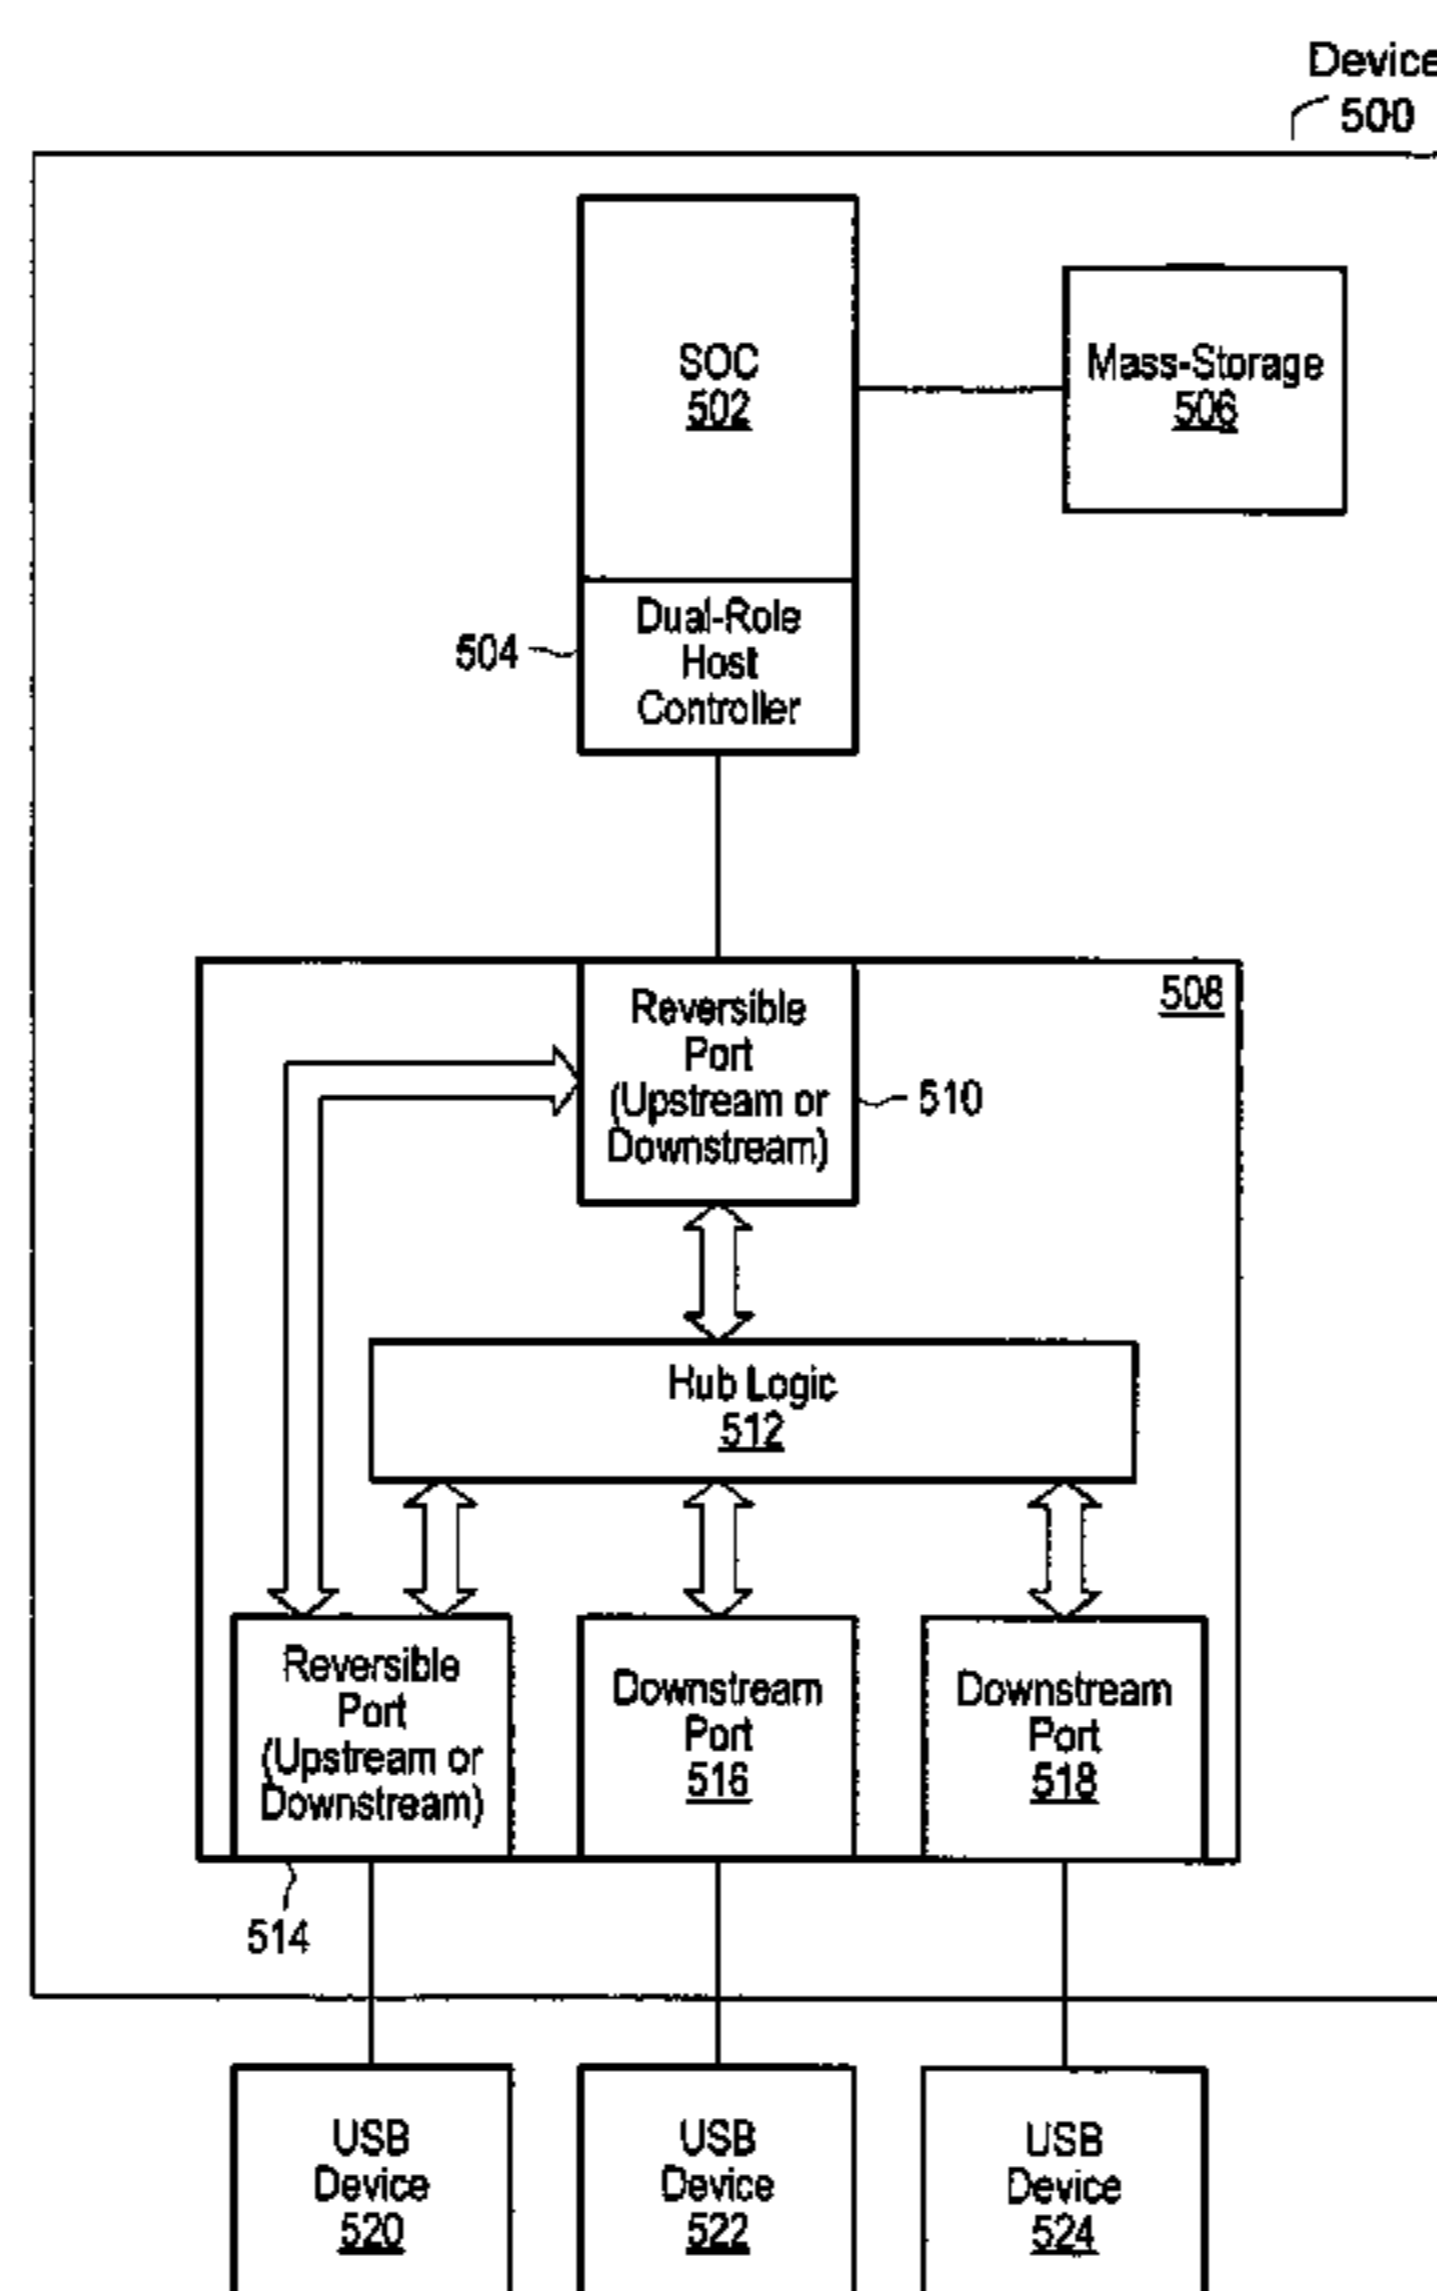 Device
500
SOC
502
Mass-Storage
506
504
Dual-Role
Host
Controller
508
Reversible
Port
(Upstream or
Downstream)
510
Hub Logic
512
Reversible
Port
(Upstream or
Downstream)
Downstream
Port
516
Downstream
Port
518
514
USB
Device
520
USB
Device
522
USB
Device
524